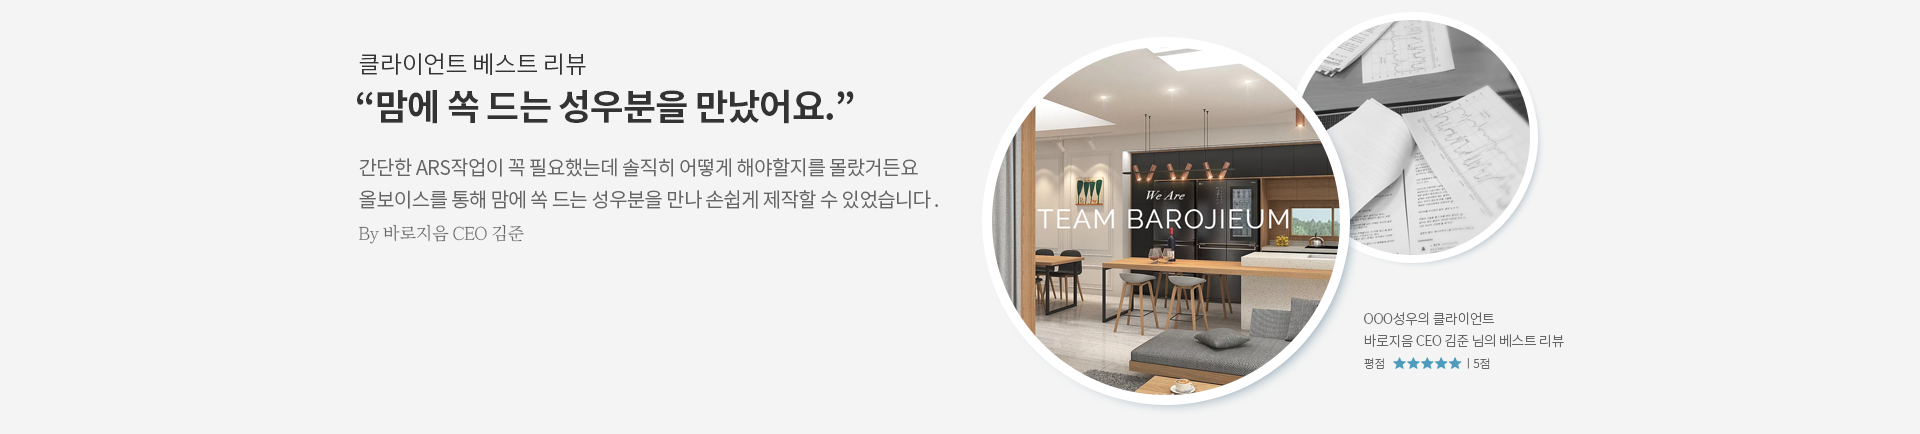 클라이언트 베스트 리뷰
“맘에 쏙 드는 성우분을 만났어요.”
간단한 ARS작업이 꼭 필요했는데 솔직히 어떻게 해야할지를 몰랐거든요
올보이스를 통해 맘에 쏙 드는 성우분을 만나 손쉽게 제작할 수 있었습니다.
By 바로지음 CEO 김준
We Are
TEAM BAROJIEUM
OOO성우의 클라이언트
바로지음 CEO 김준 님의 베스트 리뷰
평점 ★★★★★ | 5점